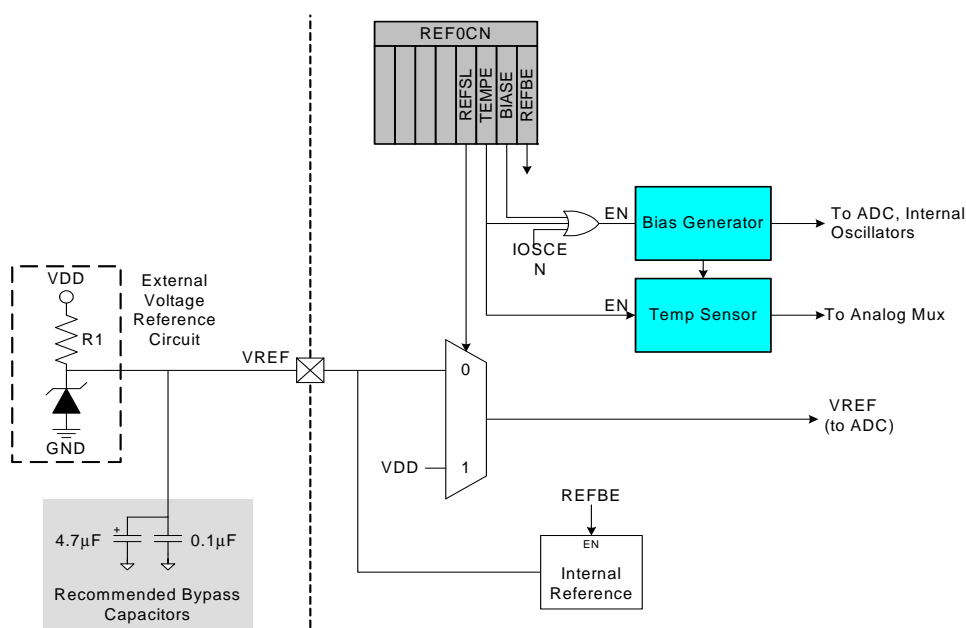 REF0CN
REFSL
TEMPE
BIASE
REFBE
EN
Bias Generator
To ADC, Internal
Oscillators
IOSCE
N
VDD
R1
GND
External
Voltage
Reference
Circuit
EN
Temp Sensor
To Analog Mux
VREF
0
VREF
(to ADC)
VDD
1
REFBE
EN
Internal
Reference
4.7μF
+
0.1μF
Recommended Bypass
Capacitors